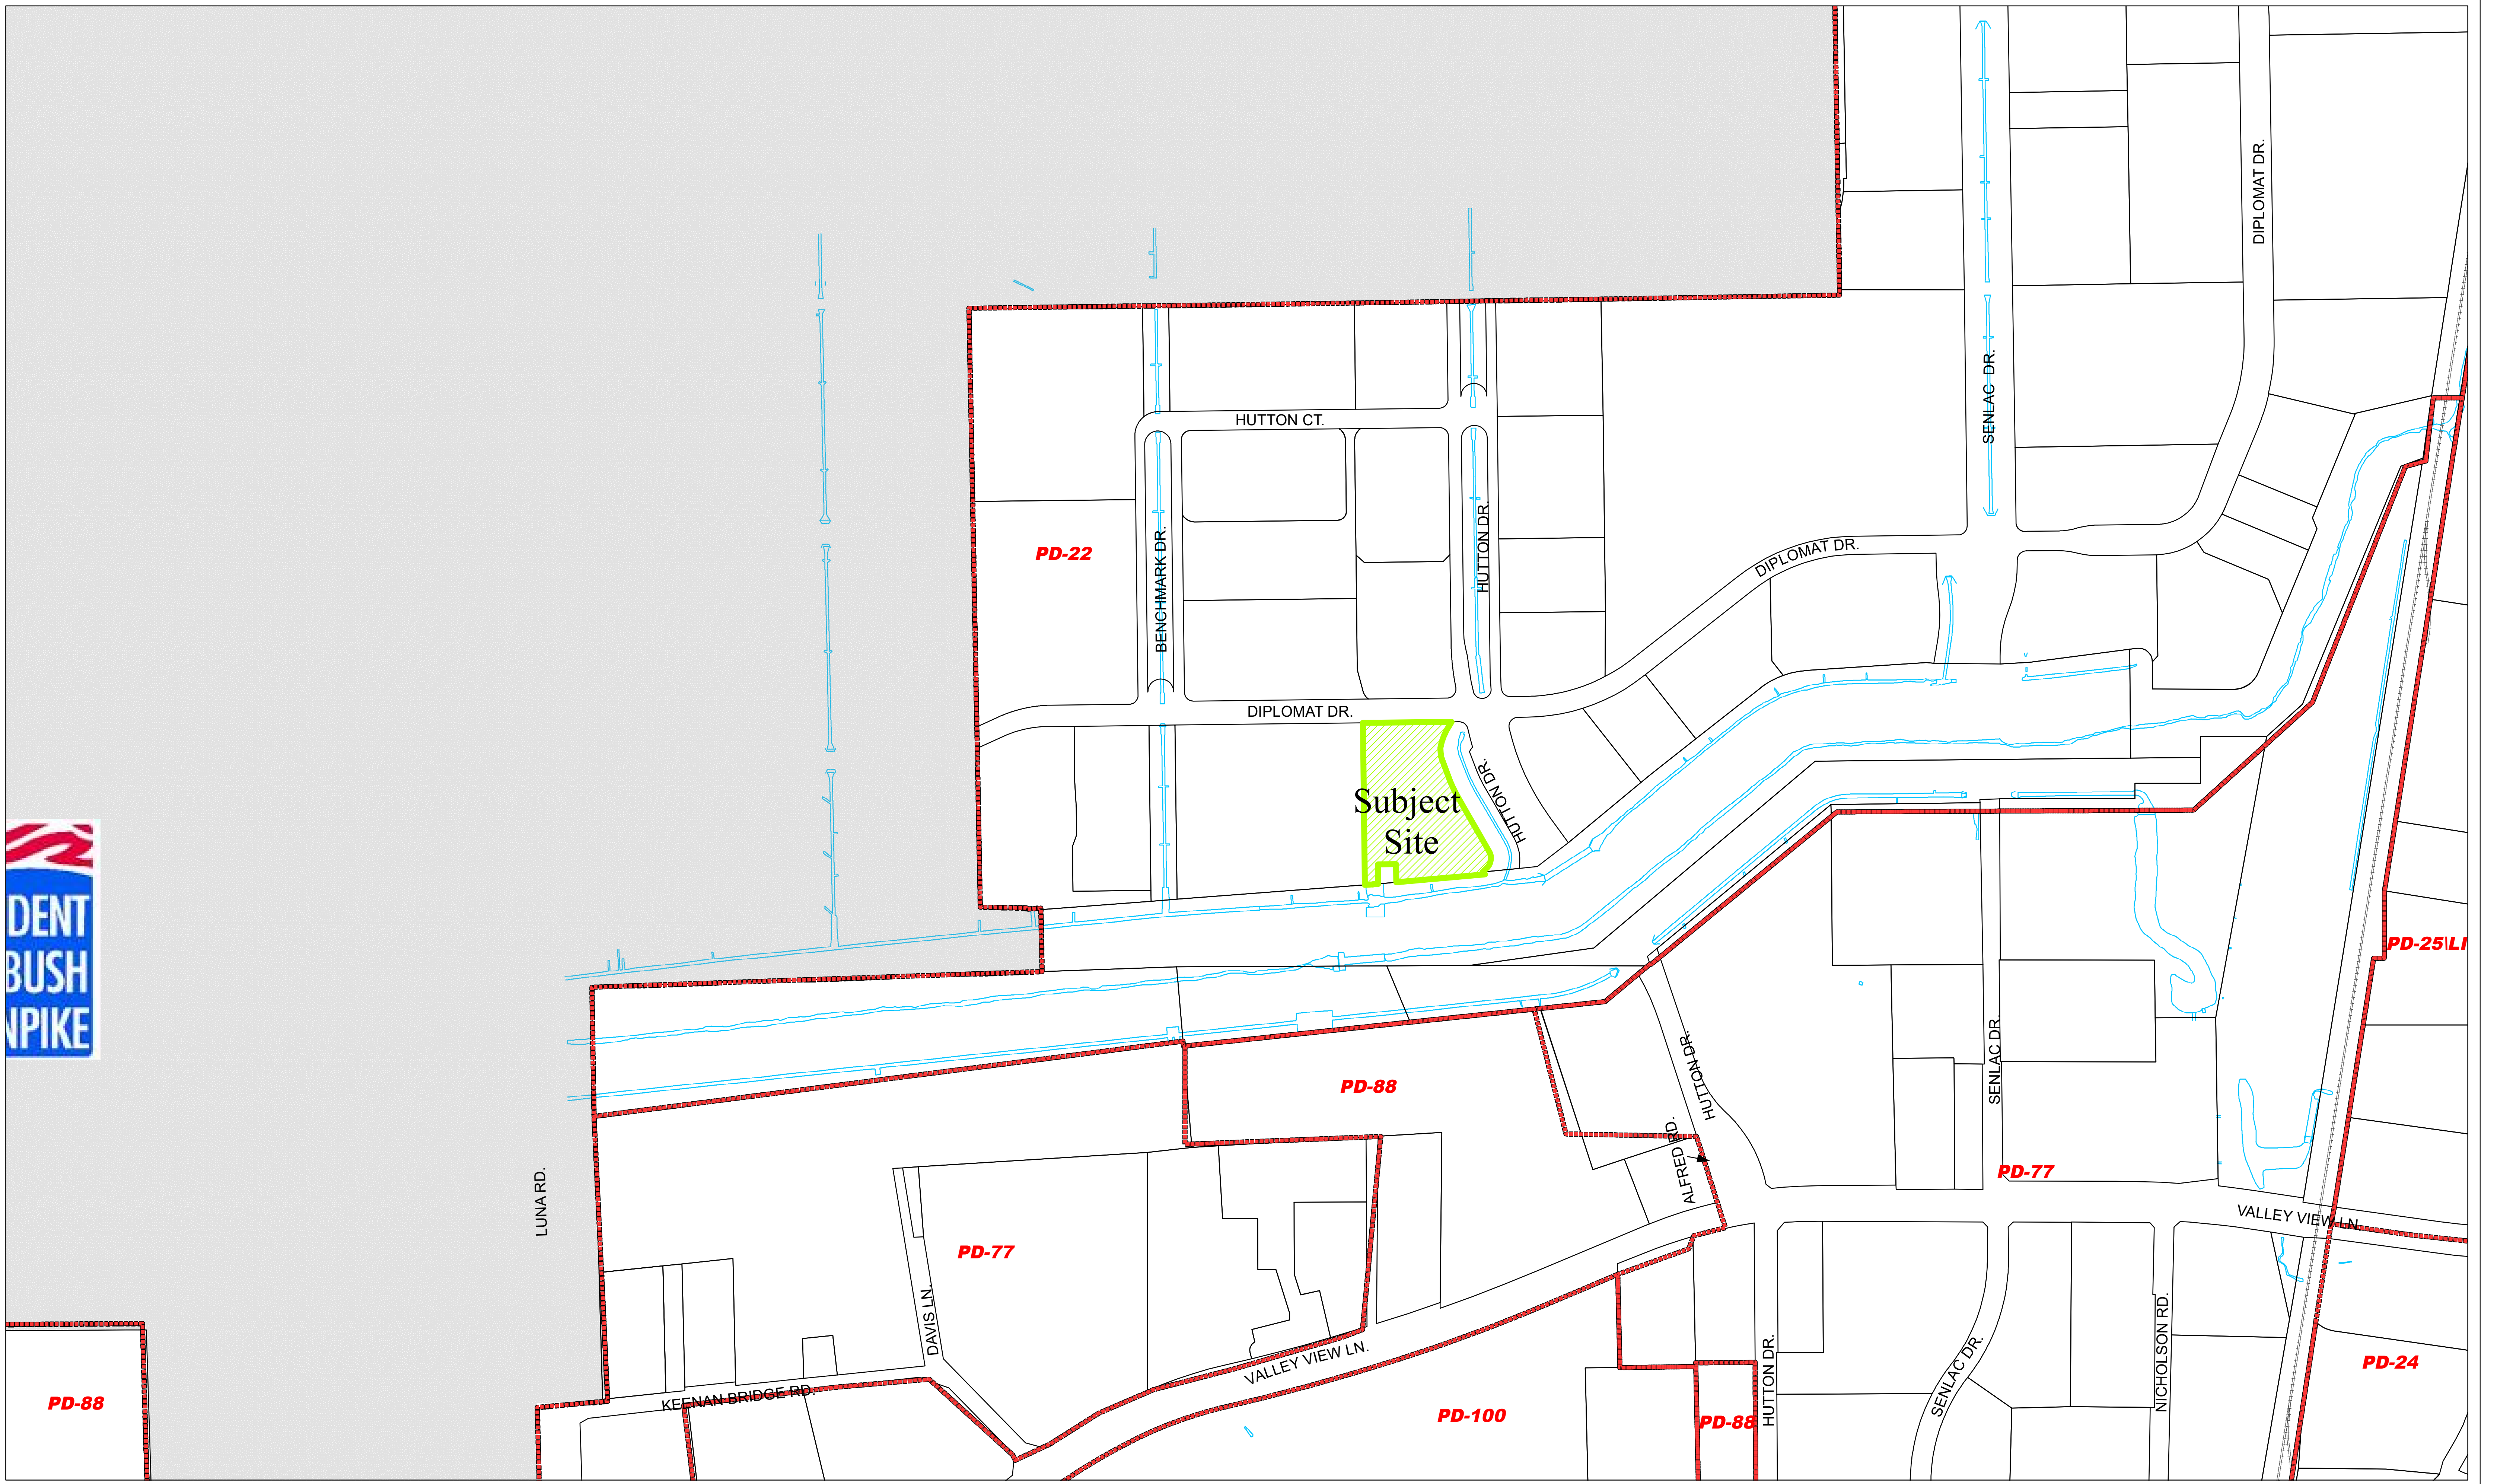 DIPLOMAT DR.
SENLAC DR.
HUTTON CT.
HUTTON DR.
BENCHMARK DR.
PD-22
DIPLOMAT DR.
DIPLOMAT DR.
HUTTON DR.
Subject
Site
DENT
BUSH
NPIKE
PD-25\LI
PD-88
HUTTON DR.
SENLAC DR.
ALFRED RD.
PD-77
LUNA RD.
VALLEY VIEW LN
PD-77
DAVIS LN.
VALLEY VIEW LN.
KEENAN BRIDGE RD.
PD-88
PD-100
PD-88
HUTTON DR.
SENLAC DR.
NICHOLSON RD.
PD-24